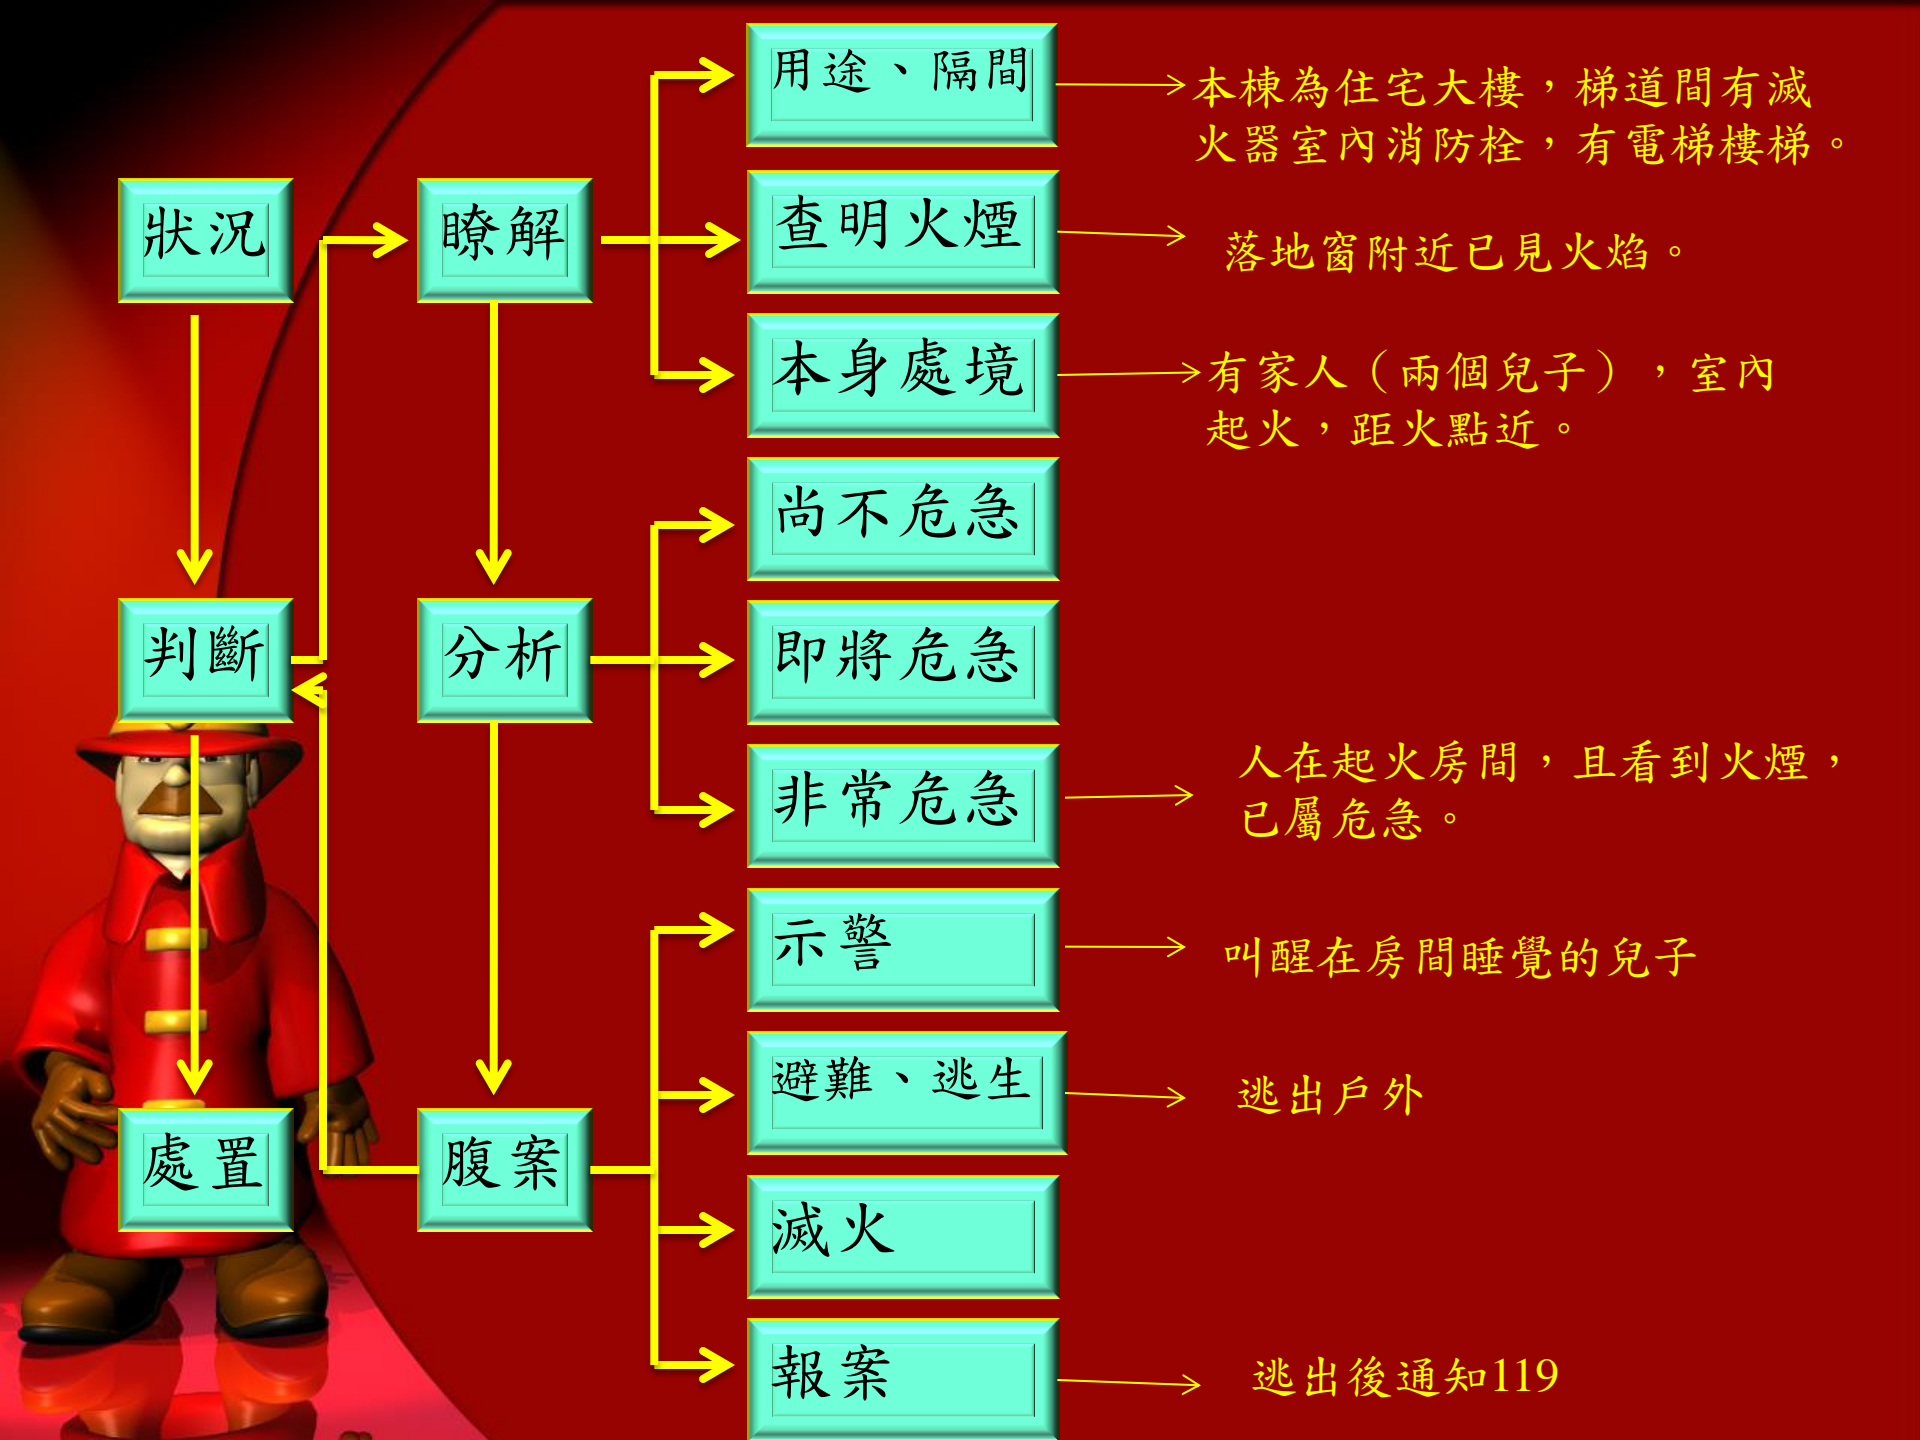 狀況
判斷
處置
瞭解
分析
腹案
用途、隔間
查明火煙
本身處境
尚不危急
即將危急
非常危急
示警
避難、逃生
滅火
報案
本棟為住宅大樓，梯道間有滅
火器室內消防栓，有電梯樓梯。
落地窗附近已見火焰。
有家人（兩個兒子），室內
起火，距火點近。
人在起火房間，且看到火煙，
已屬危急。
叫醒在房間睡覺的兒子
逃出戶外
逃出後通知119